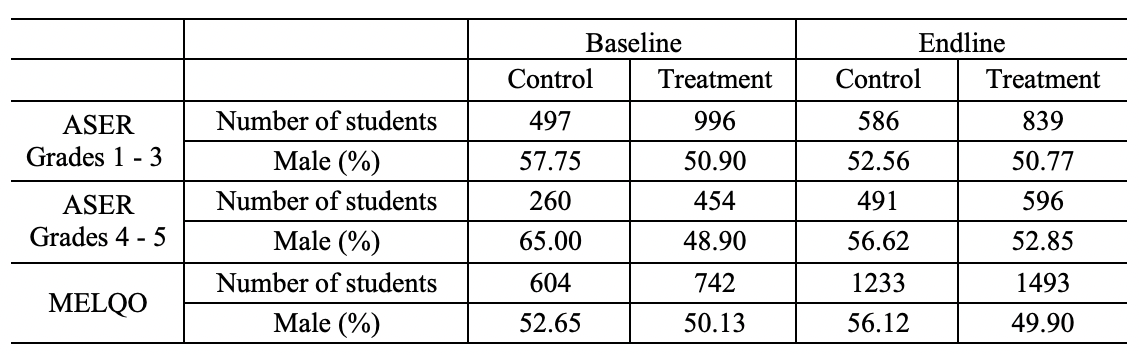 Baseline Endline
Control Treatment Control Treatment
ASER Grades 1 - 3 Number of students 497 996 586 839
Male (%) 57.75 50.90 52.56 50.77
ASER Grades 4 - 5 Number of students 260 454 491 596
Male (%) 65.00 48.90 56.62 52.85
MELQO Number of students 604 742 1233 1493
Male (%) 52.65 50.13 56.12 49.90